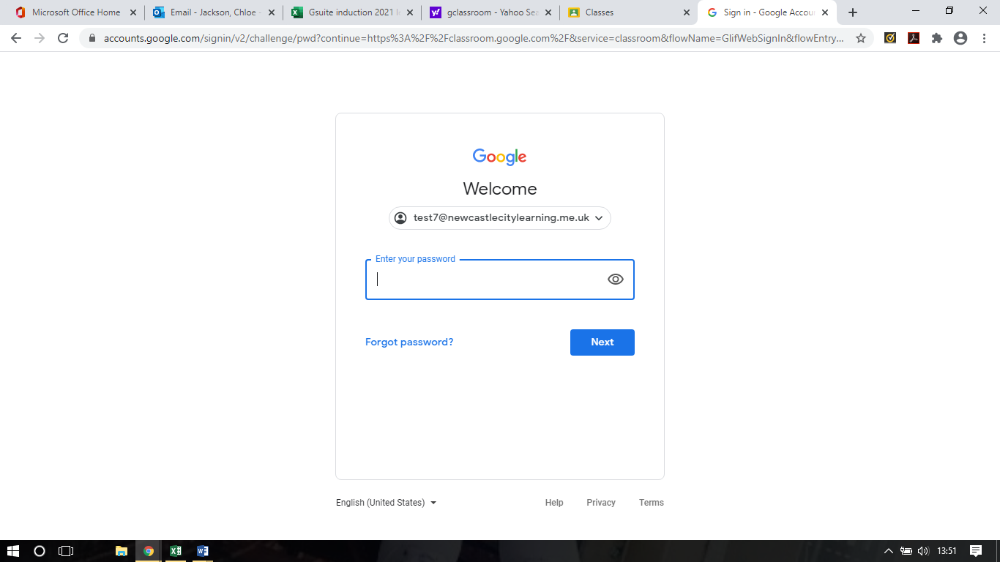 Microsoft Office Home
Email - Jackson, Chloe -
Gsuite induction 2021
gclassroom - Yahoo Sea
Classes
Sign in - Google Accou
accounts.google.com/signin/v2/challenge/pwd?continue=https%3A%2F%2Fclassroom.google.com%2F&service=classroom&flowName=GlifWebSignIn&flowEntry...
Google
Welcome
test7@newcastlecitylearning.me.uk
Enter your password
Forgot password?
Next
English (United States)
Help
Privacy
Terms
13:51